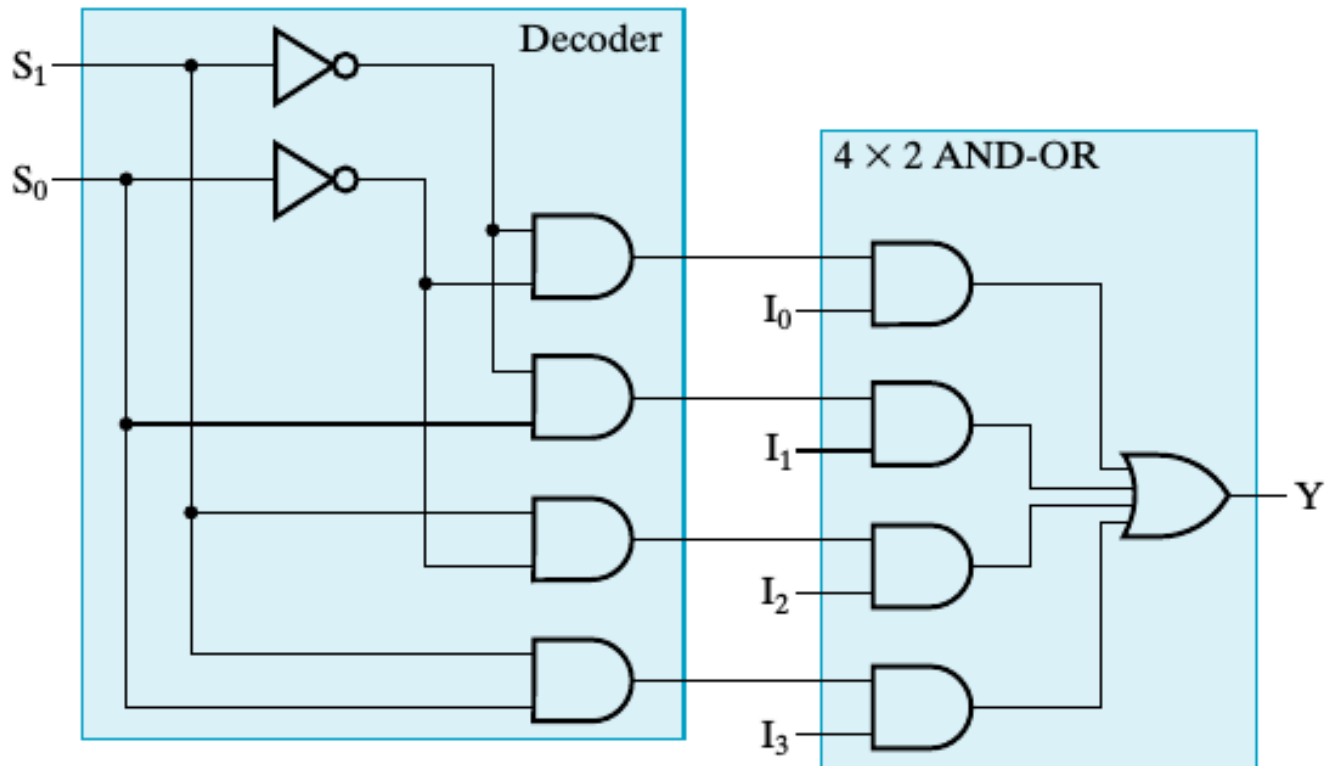 Decoder
S₁
S₀
4 × 2 AND-OR
I₀
I₁
Y
I₂
I₃